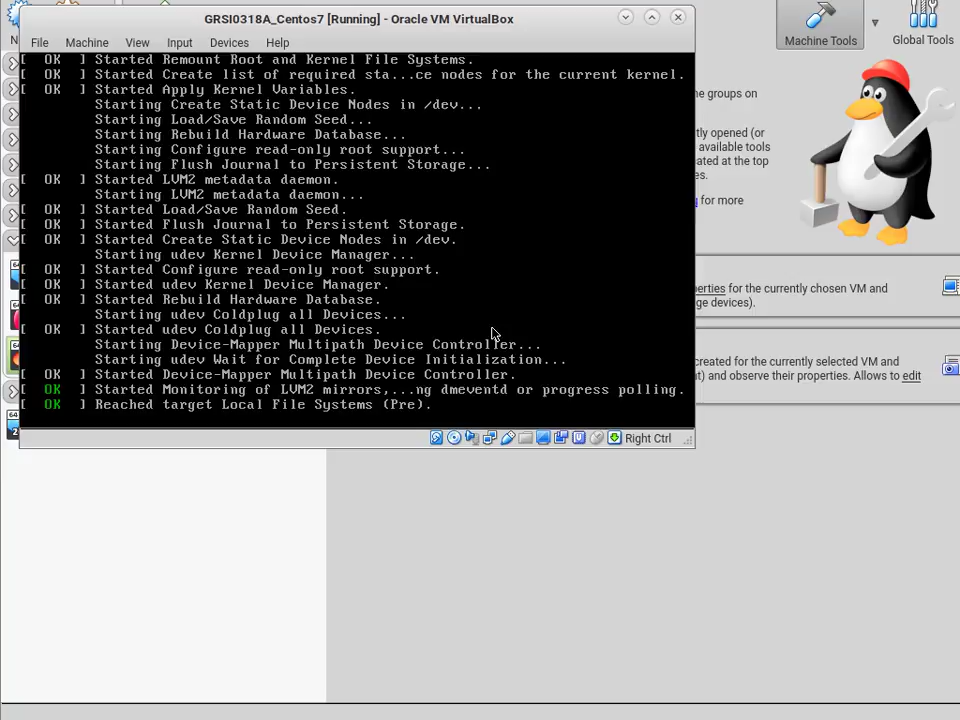 GRSI0318A_Centos7 [Running] - Oracle VM VirtualBox
File Machine View Input Devices Help
[ OK ] Started Remount Root and Kernel File Systems.
[ OK ] Started Create list of required sta...ce nodes for the current kernel.
[ OK ] Started Apply Kernel Variables.
Starting Create Static Device Nodes in /dev...
Starting Load/Save Random Seed...
Starting Rebuild Hardware Database...
Starting Configure read-only root support...
Starting Flush Journal to Persistent Storage...
[ OK ] Started LVM2 metadata daemon.
Starting LVM2 metadata daemon...
[ OK ] Started Load/Save Random Seed.
[ OK ] Started Flush Journal to Persistent Storage.
[ OK ] Started Create Static Device Nodes in /dev.
Starting udev Kernel Device Manager...
[ OK ] Started Configure read-only root support.
[ OK ] Started udev Kernel Device Manager.
[ OK ] Started Rebuild Hardware Database.
Starting udev Coldplug all Devices...
[ OK ] Started udev Coldplug all Devices.
Starting Device-Mapper Multipath Device Controller...
Starting udev Wait for Complete Device Initialization...
[ OK ] Started Device-Mapper Multipath Device Controller.
[ OK ] Started Monitoring of LVM2 mirrors,...ng dmeventd or progress polling.
[ OK ] Reached target Local File Systems (Pre).
Right Ctrl
Machine Tools
Global Tools
ne groups on
tly opened (or
available tools
ated at the top
es.
for more
erties for the currently chosen VM and
ge devices).
created for the currently selected VM and
t) and observe their properties. Allows to edit
64
64
64
64
2